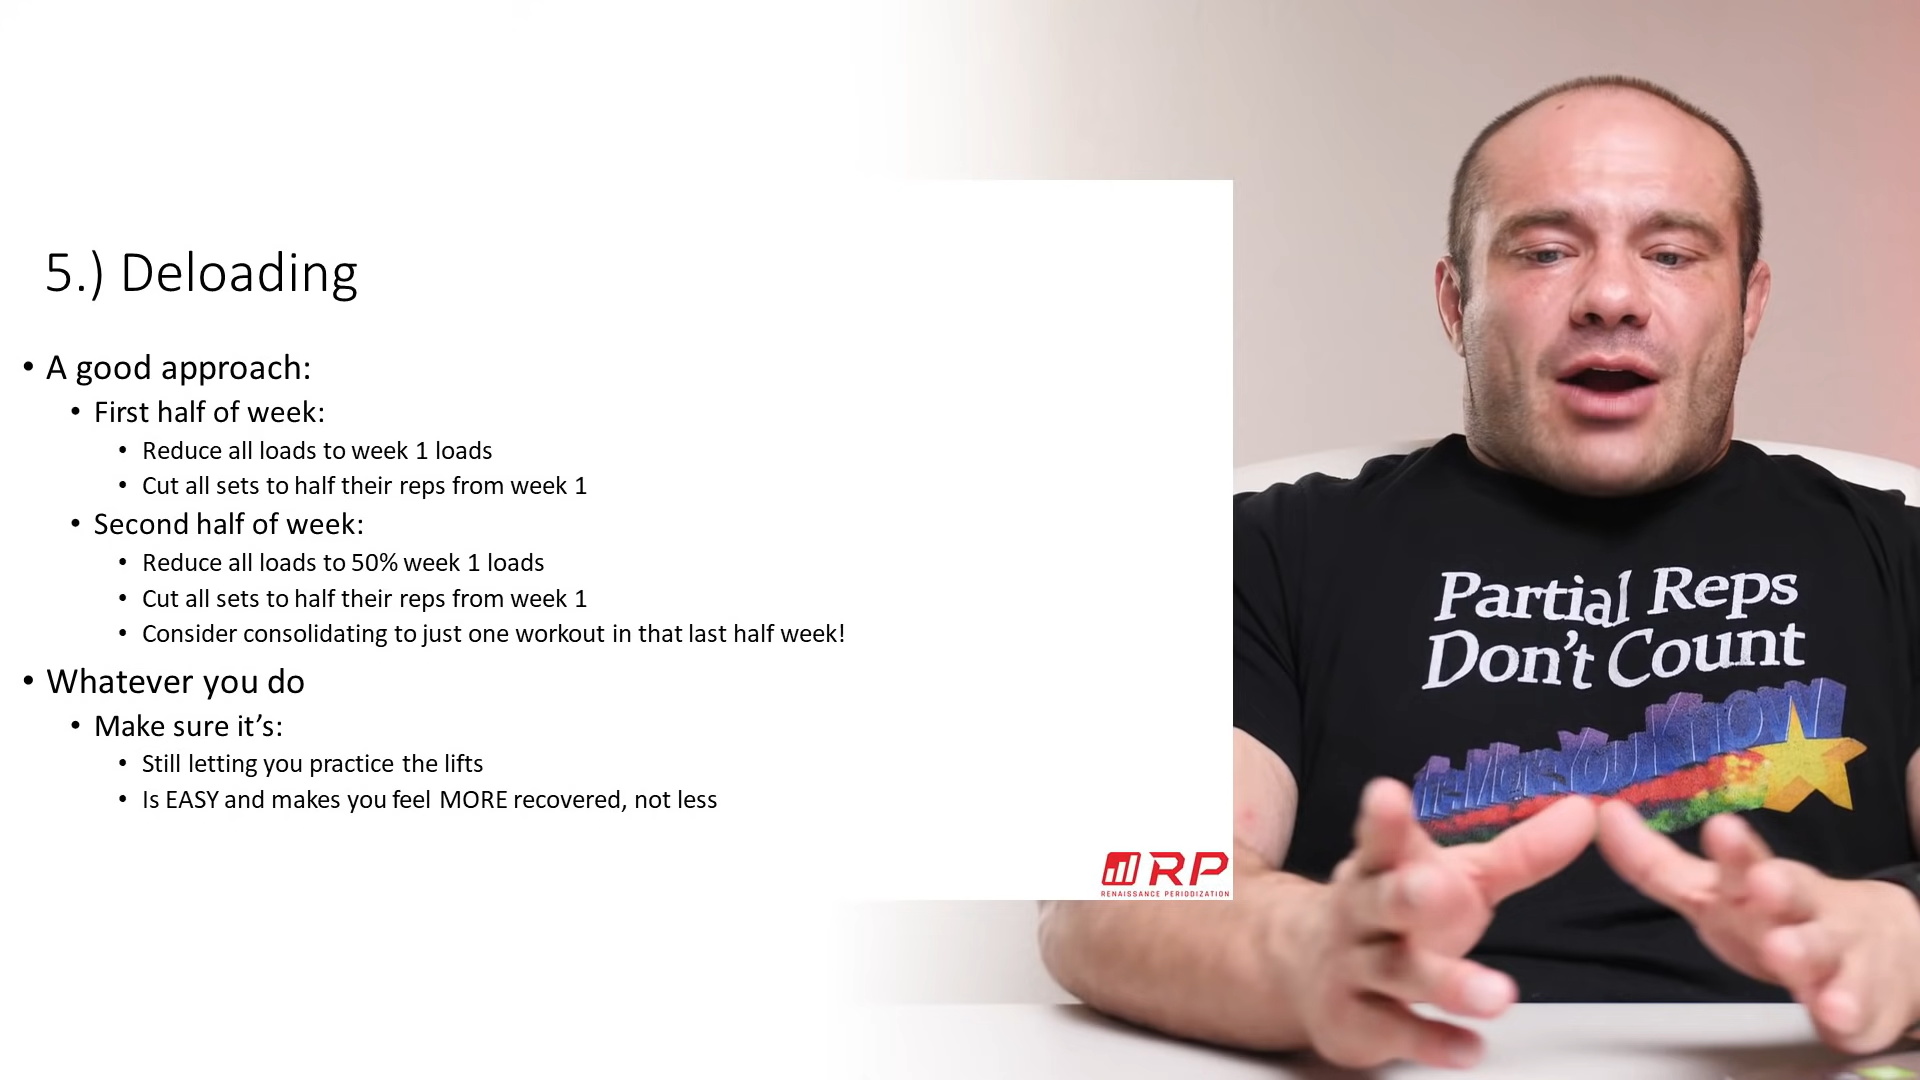 5.) Deloading
• A good approach:
• First half of week:
• Reduce all loads to week 1 loads
• Cut all sets to half their reps from week 1
• Second half of week:
• Reduce all loads to 50% week 1 loads
• Cut all sets to half their reps from week 1
• Consider consolidating to just one workout in that last half week!
• Whatever you do
• Make sure it’s:
• Still letting you practice the lifts
• Is EASY and makes you feel MORE recovered, not less
RP
RENAISSANCE PERIODIZATION
Partial Reps
Don't Count
The More You Know